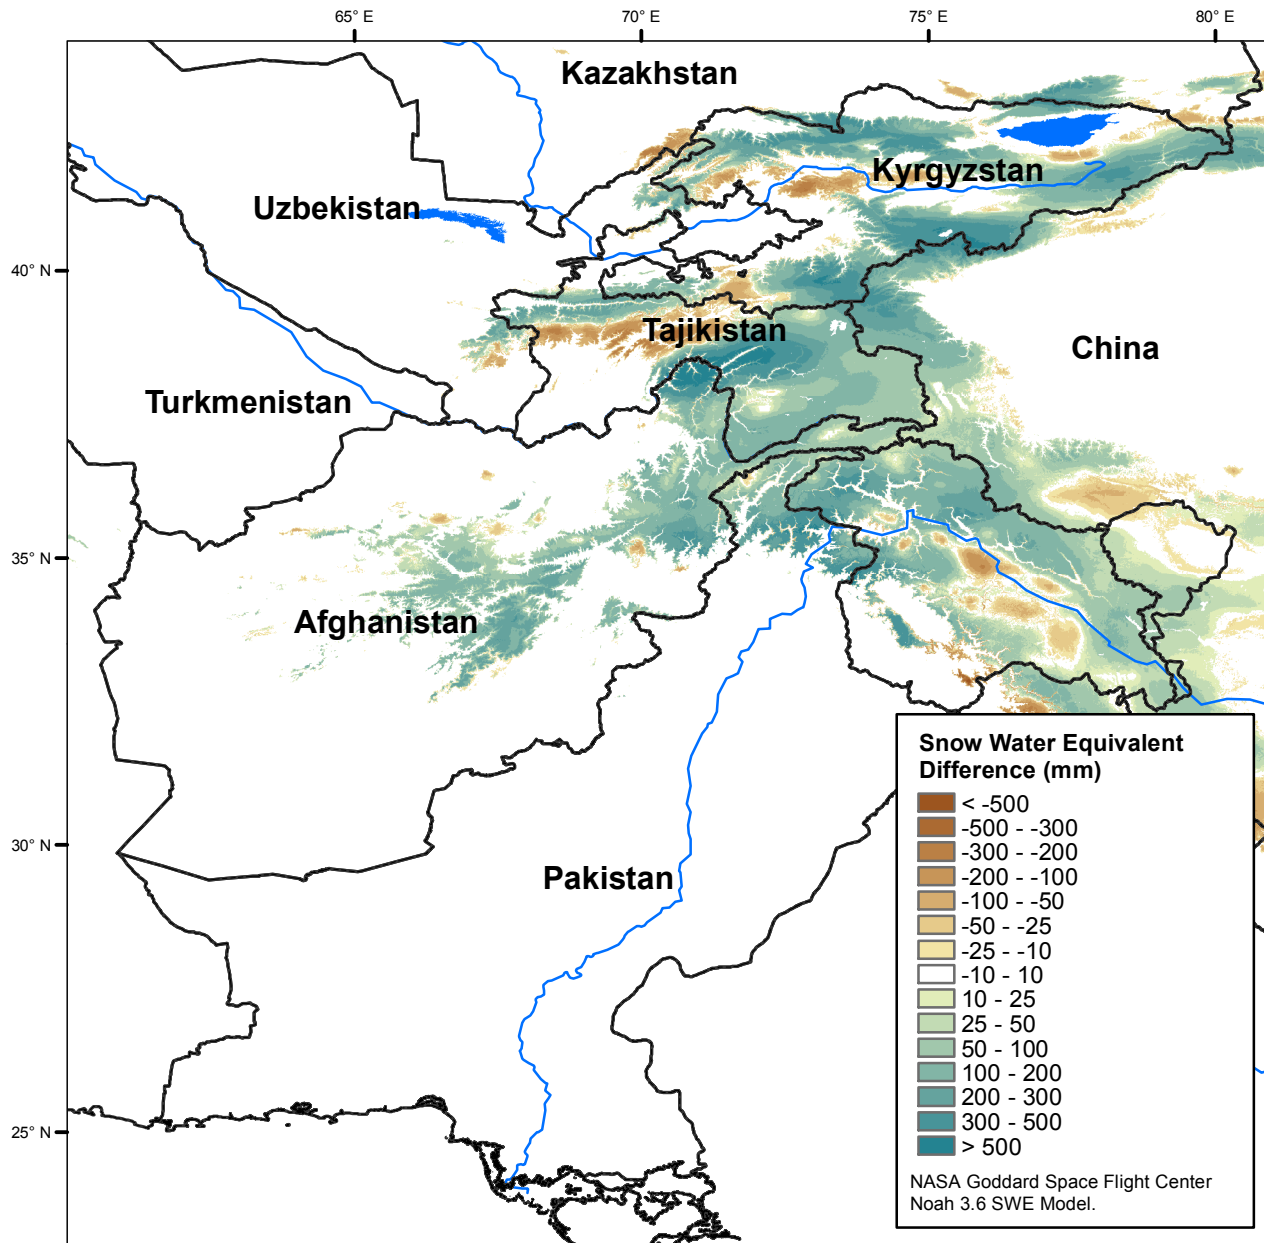 65° E
70° E
75° E
80° E
Kazakhstan
Kyrgyzstan
Uzbekistan
40° N
Tajikistan
China
Turkmenistan
35° N
Afghanistan
Snow Water Equivalent
Difference (mm)
< -500
-500 - -300
-300 - -200
30° N
-200 - -100
Pakistan
-100 - -50
-50 - -25
-25 - -10
-10 - 10
10 - 25
25 - 50
50 - 100
100 - 200
200 - 300
300 - 500
25° N
> 500
NASA Goddard Space Flight Center
Noah 3.6 SWE Model.